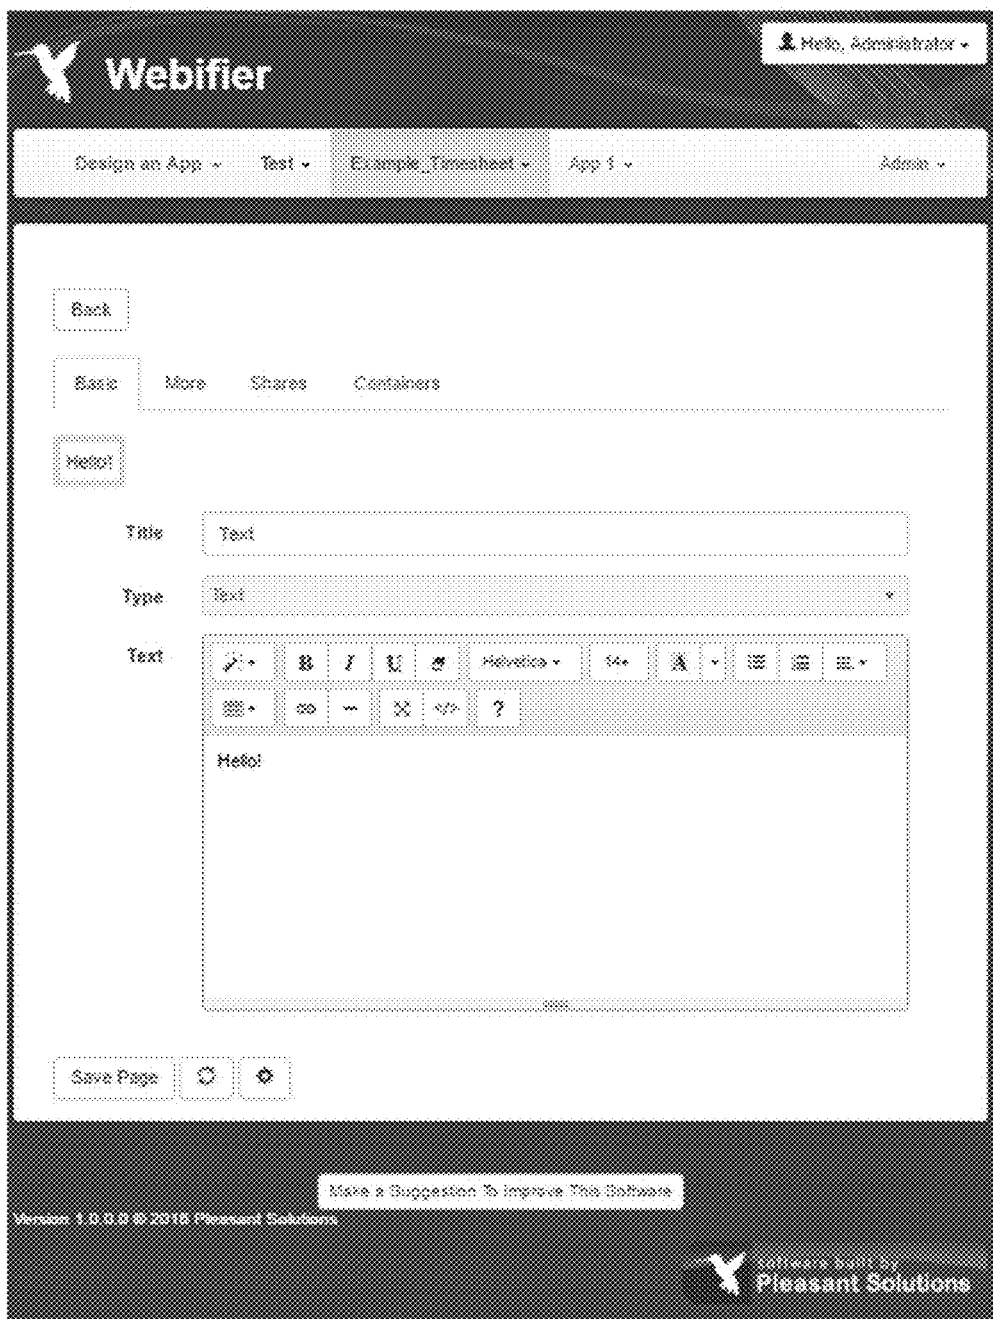 Hello, Administrator
Webifier
Design an App Test Example_Timesheet App 1 Admin
Back
Basic More Shares Containers
Hello!
Title Text
Type Text
Text
B I U Helvetica 14 A
</> ?
Hello!
Save Page
Make a Suggestion To Improve This Software
Version 1.0.0.0 © 2016 Pleasant Solutions
software built by
Pleasant Solutions